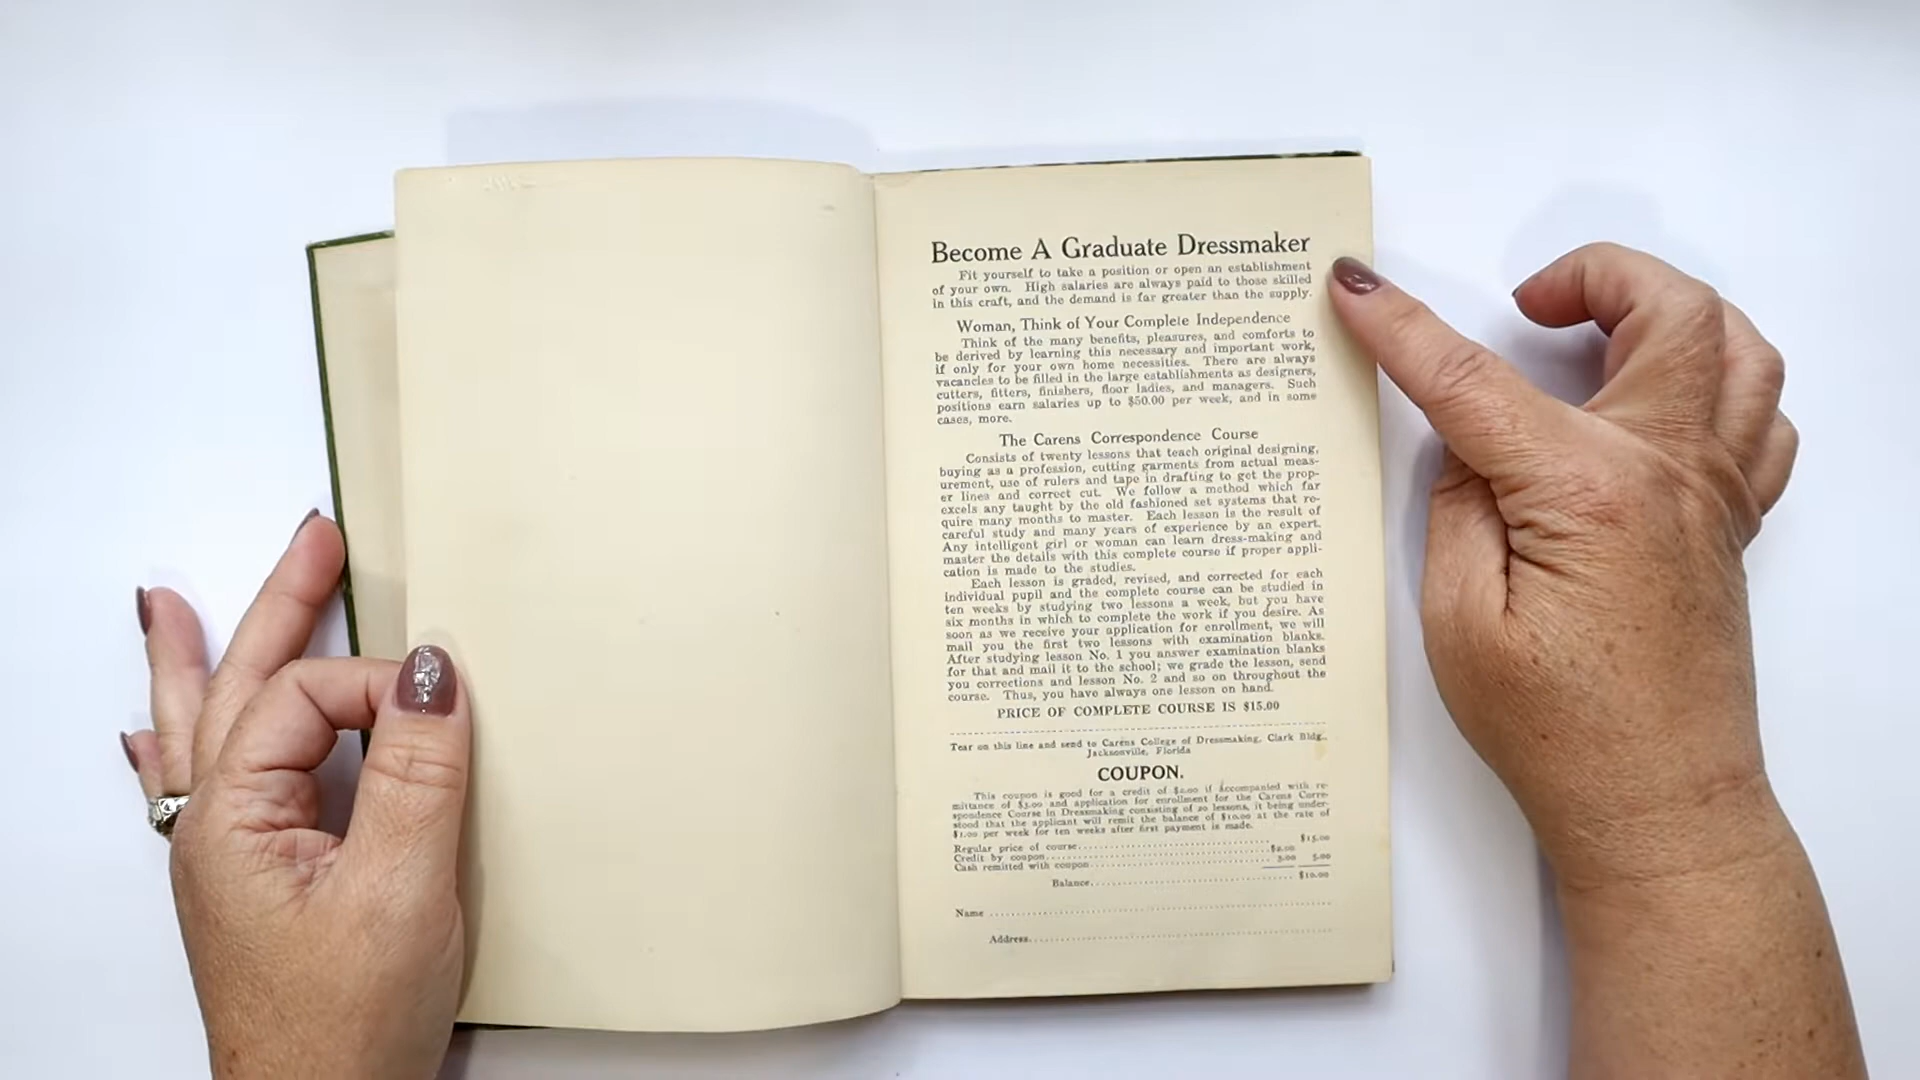 Become A Graduate Dressmaker
Fit yourself to take a position or open an establishment
of your own. High salaries are always paid to those skilled
in this craft, and the demand is far greater than the supply.
Woman, Think of Your Complete Independence
Think of the many benefits, pleasures, and comforts to
be derived by learning this necessary and important work,
if only for your own home necessities. There are always
vacancies to be filled in the large establishments as designers,
cutters, fitters, finishers, floor ladies, and managers. Such
positions earn salaries up to $50.00 per week, and in some
cases, more.
The Carens Correspondence Course
Consists of twenty lessons that teach original designing,
buying as a profession, cutting garments from actual meas-
urement, use of rulers and tape in drafting to get the prop-
er lines and correct cut. We follow a method which far
excels any taught by the old fashioned set systems that re-
quire many months to master. Each lesson is the result of
careful study and many years of experience by an expert.
Any intelligent girl or woman can learn dress-making and
master the details with this complete course if proper appli-
cation is made to the studies.
Each lesson is graded, revised, and corrected for each
individual pupil and the complete course can be studied in
ten weeks by studying two lessons a week, but you have
six months in which to complete the work if you desire. As
soon as we receive your application for enrollment, we will
mail you the first two lessons with examination blanks.
After studying lesson No. 1 you answer examination blanks
for that and mail it to the school; we grade the lesson, send
you corrections and lesson No. 2 and so on throughout the
course. Thus, you have always one lesson on hand.
PRICE OF COMPLETE COURSE IS $15.00
Tear on this line and send to Carens College of Dressmaking, Clark Bldg.,
Jacksonville, Florida
COUPON.
This coupon is good for a credit of $2.00 if accompanied with re-
mittance of $3.00 and application for enrollment for the Carens Corre-
spondence Course in Dressmaking consisting of 20 lessons, it being under-
stood that the applicant will remit the balance of $10.00 at the rate of
$1.00 per week for ten weeks after first payment is made.
Regular price of course.......... $15.00
Credit by coupon.......... $2.00
Cash remitted with coupon.......... 3.00 5.00
Balance.......... $10.00
Name ..........
Address..........